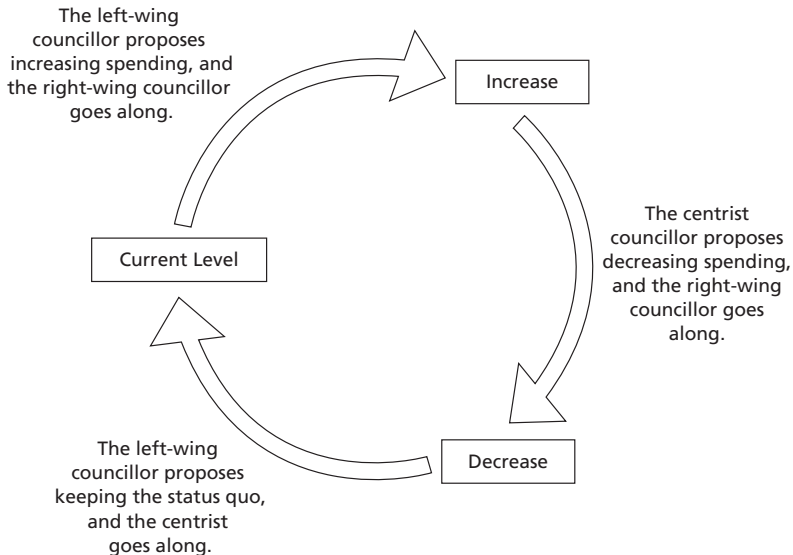 The left-wing
councillor proposes
increasing spending, and
the right-wing councillor
goes along.
Increase
The centrist
councillor proposes
decreasing spending,
and the right-wing
councillor goes
along.
Current Level
Decrease
The left-wing
councillor proposes
keeping the status quo,
and the centrist
goes along.